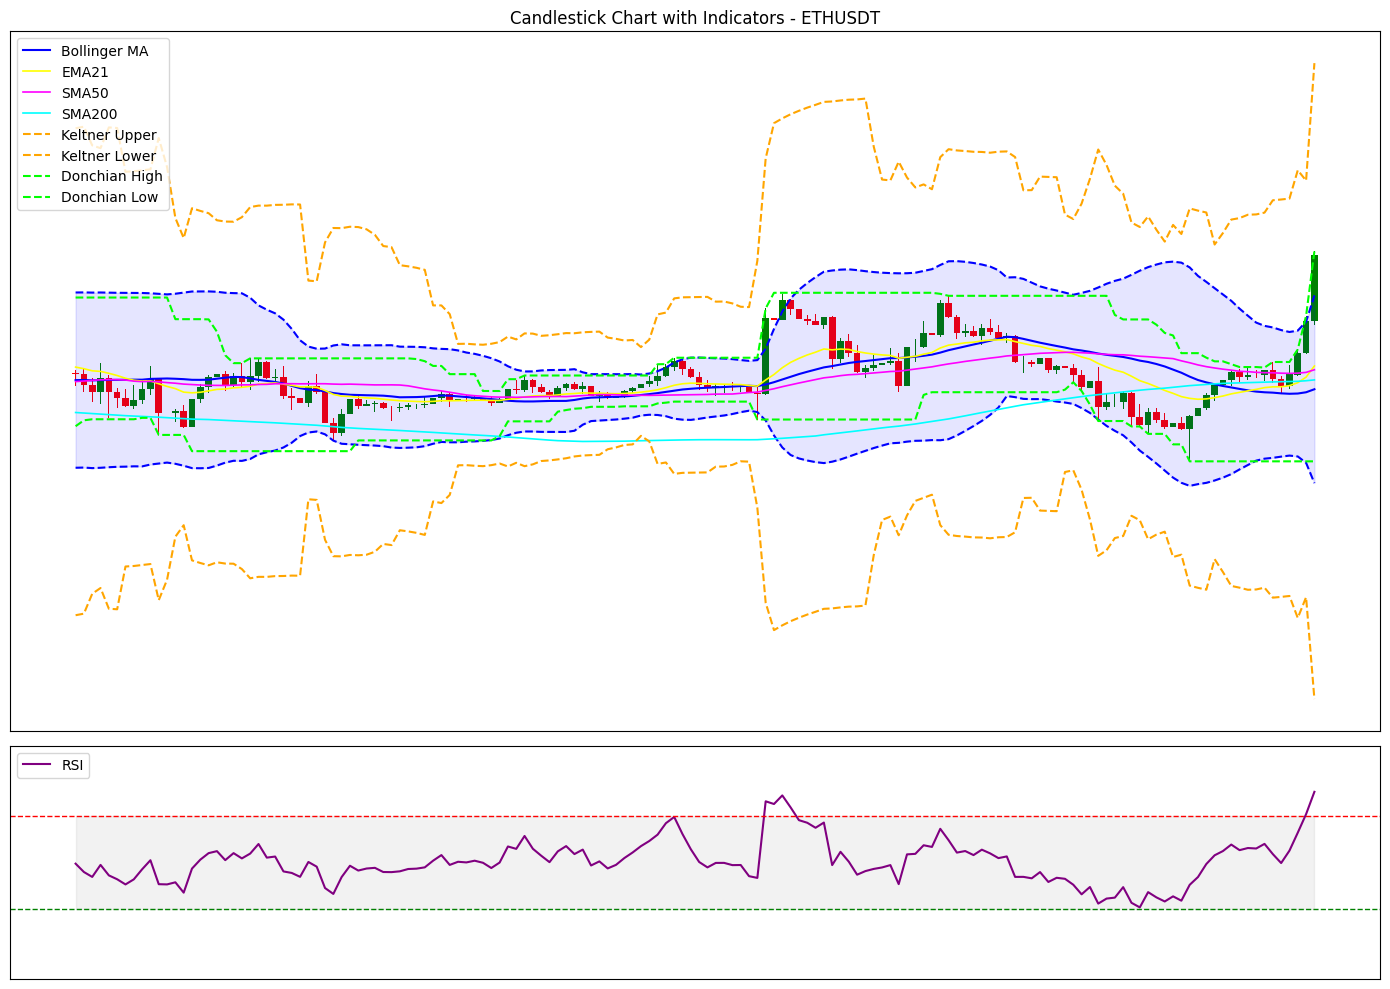 Candlestick Chart with Indicators - ETHUSDT
Bollinger MA
EMA21
SMA50
SMA200
Keltner Upper
Keltner Lower
Donchian High
Donchian Low
RSI